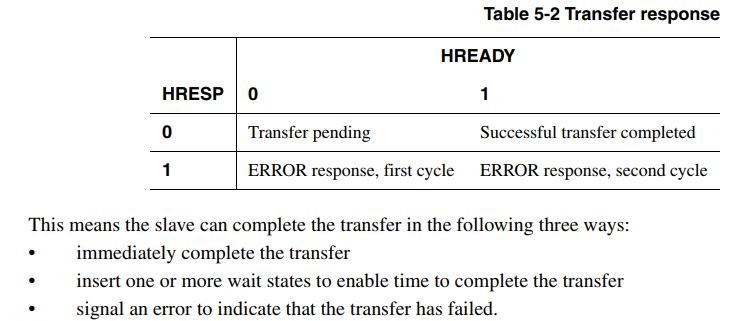 Table 5-2 Transfer response
HREADY
HRESP 0 1
0 Transfer pending Successful transfer completed
1 ERROR response, first cycle ERROR response, second cycle
This means the slave can complete the transfer in the following three ways:
• immediately complete the transfer
• insert one or more wait states to enable time to complete the transfer
• signal an error to indicate that the transfer has failed.